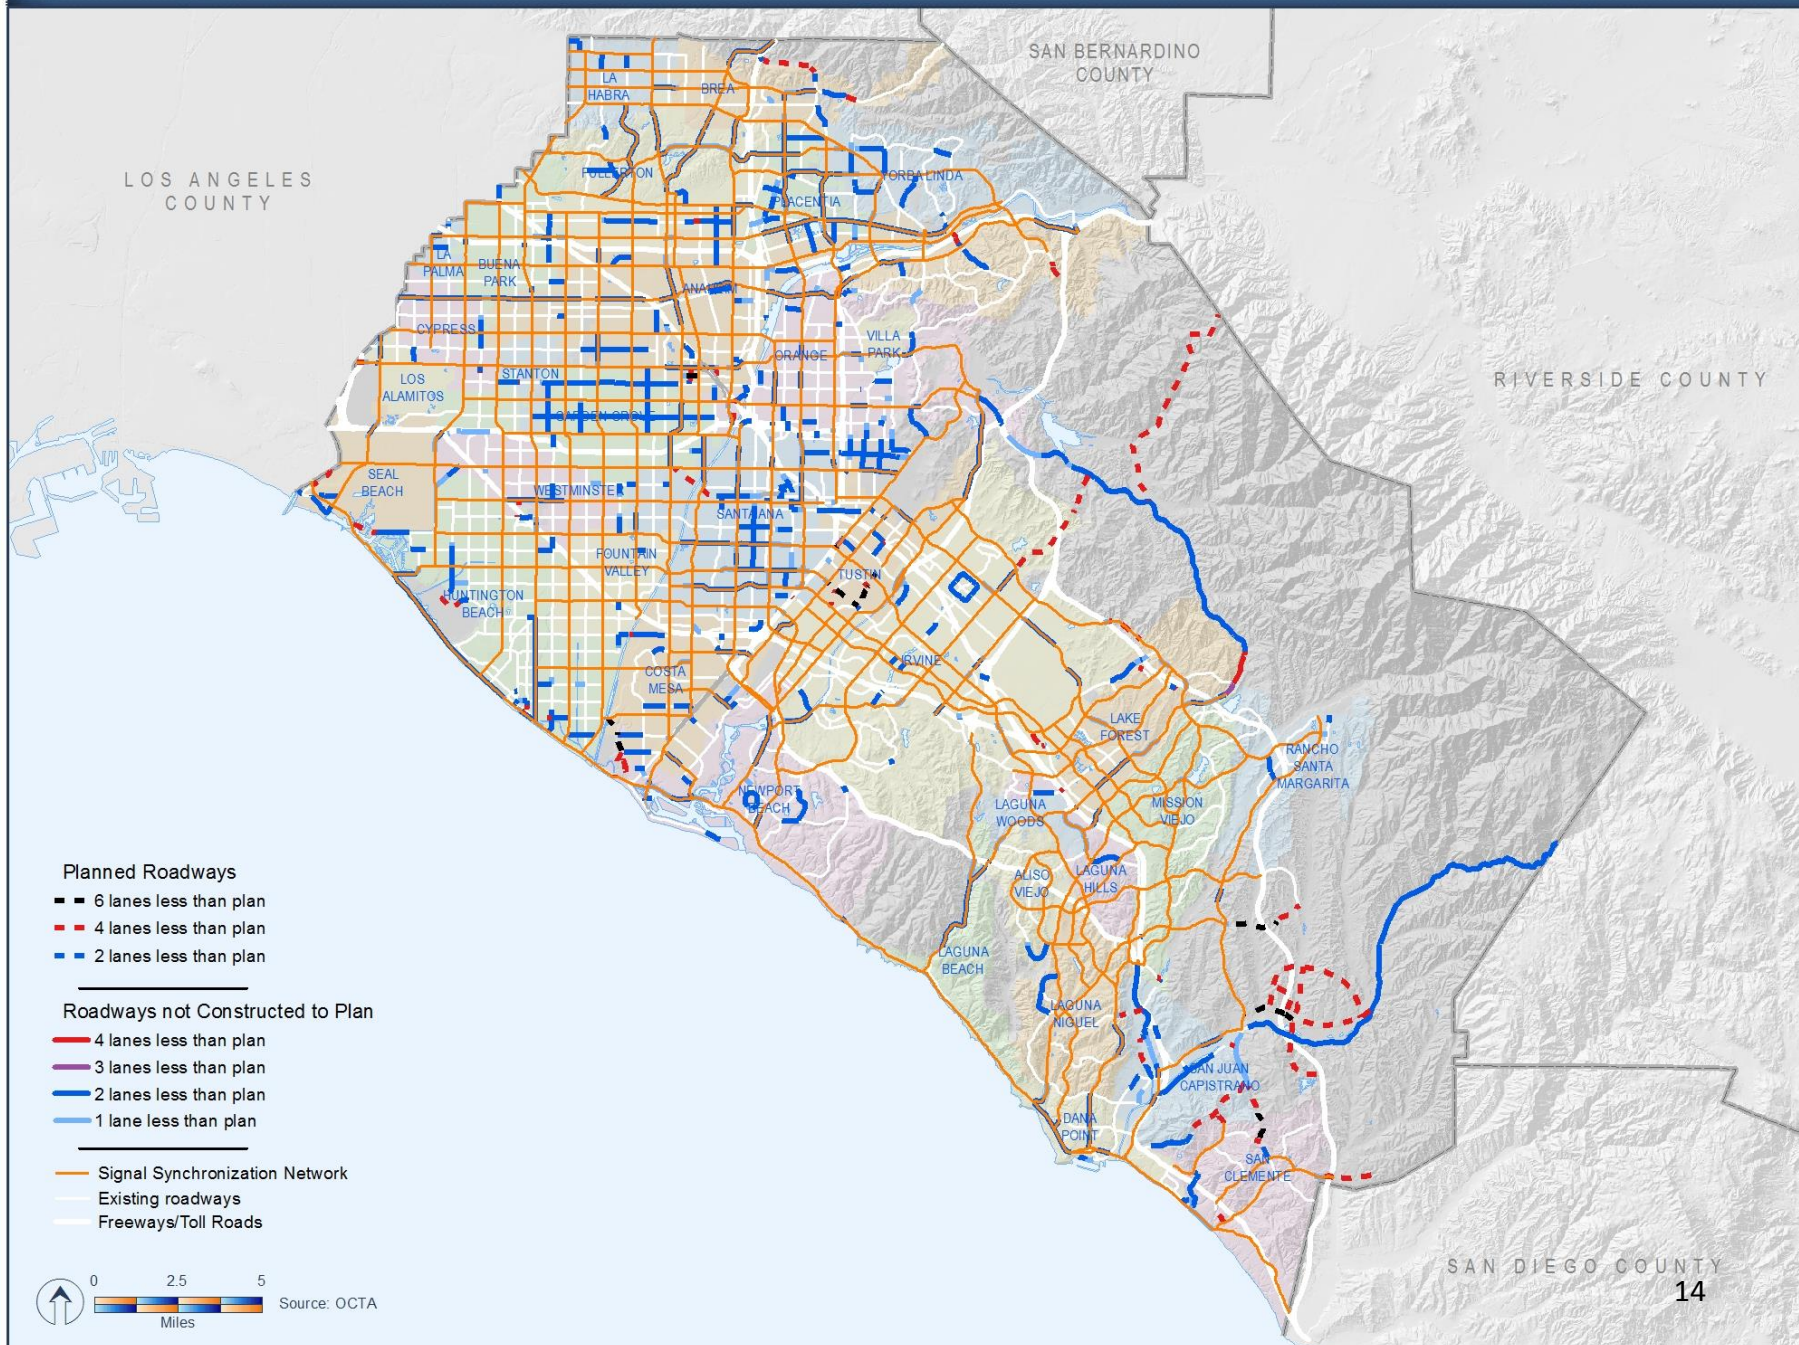 SAN BERNARDINO
COUNTY
LOS ANGELES
COUNTY
RIVERSIDE COUNTY
SAN DIEGO COUNTY
LA
HABRA
BREA
FULLERTON
YORBA LINDA
PLACENTIA
LA
PALMA
BUENA
PARK
ANAHEIM
CYPRESS
VILLA
PARK
ORANGE
LOS
ALAMITOS
STANTON
GARDEN GROVE
SEAL
BEACH
WESTMINSTER
SANTA ANA
FOUNTAIN
VALLEY
TUSTIN
HUNTINGTON
BEACH
IRVINE
COSTA
MESA
LAKE
FOREST
RANCHO
SANTA
MARGARITA
NEWPORT
BEACH
LAGUNA
WOODS
MISSION
VIEJO
ALISO
VIEJO
LAGUNA
HILLS
LAGUNA
BEACH
LAGUNA
NIGUEL
SAN JUAN
CAPISTRANO
DANA
POINT
SAN
CLEMENTE
Planned Roadways
6 lanes less than plan
4 lanes less than plan
2 lanes less than plan
Roadways not Constructed to Plan
4 lanes less than plan
3 lanes less than plan
2 lanes less than plan
1 lane less than plan
Signal Synchronization Network
Existing roadways
Freeways/Toll Roads
0 2.5 5
Miles
Source: OCTA
14